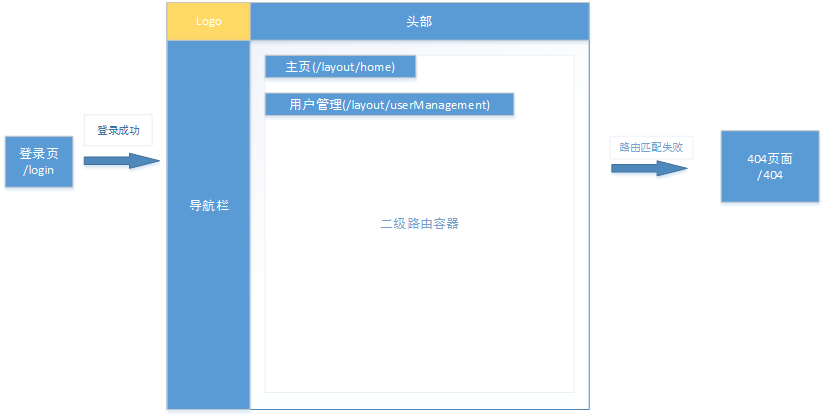 Logo
头部
主页(/layout/home)
用户管理(/layout/userManagement)
登录成功
登录页
/login
导航栏
二级路由容器
路由匹配失败
404页面
/404